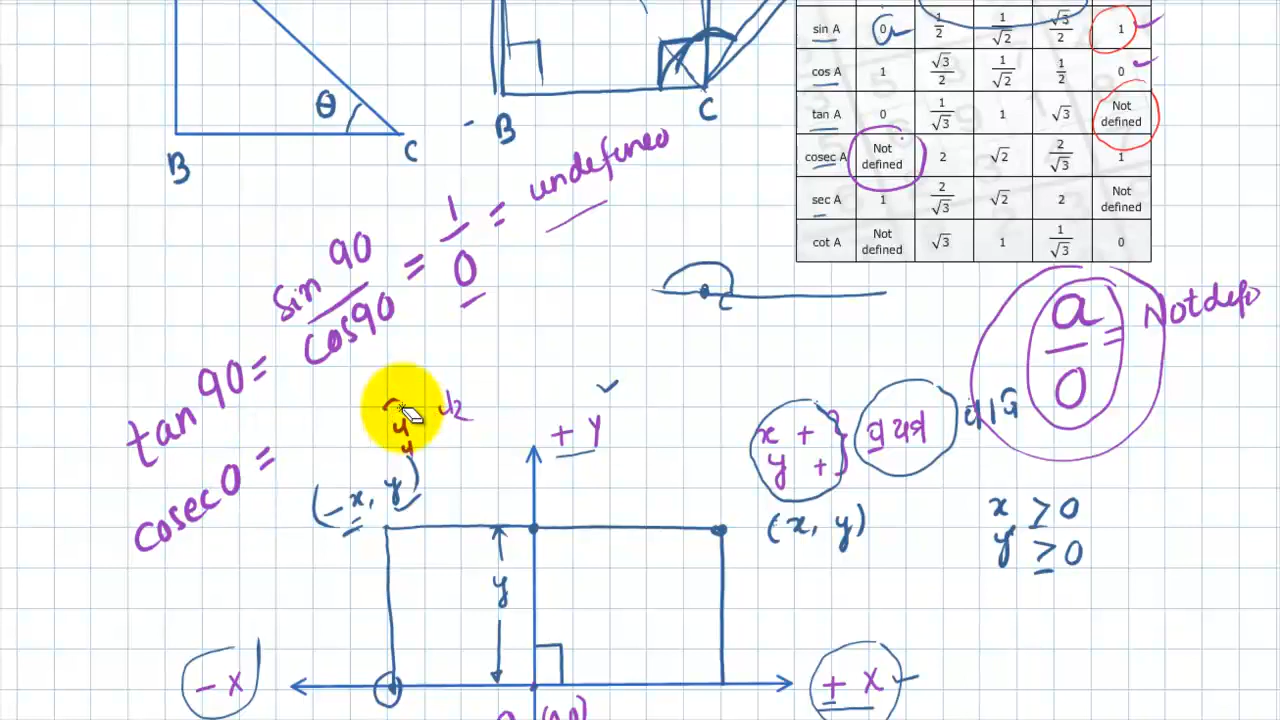 sin A 0 1/2 1/√2 √3/2 1
cos A 1 √3/2 1/√2 1/2 0
tan A 0 1/√3 1 √3 Not defined
cosec A Not defined 2 √2 2/√3 1
sec A 1 2/√3 √2 2 Not defined
cot A Not defined √3 1 1/√3 0
θ
B
C
B
C
C
tan 90 = sin 90 / cos 90 = 1/0 = undefined
cosec 0 =
a/0 = Not defo
+ y
x +
y +
(-x, y)
(x, y)
x ≥ 0
y ≥ 0
y
- x
+ x